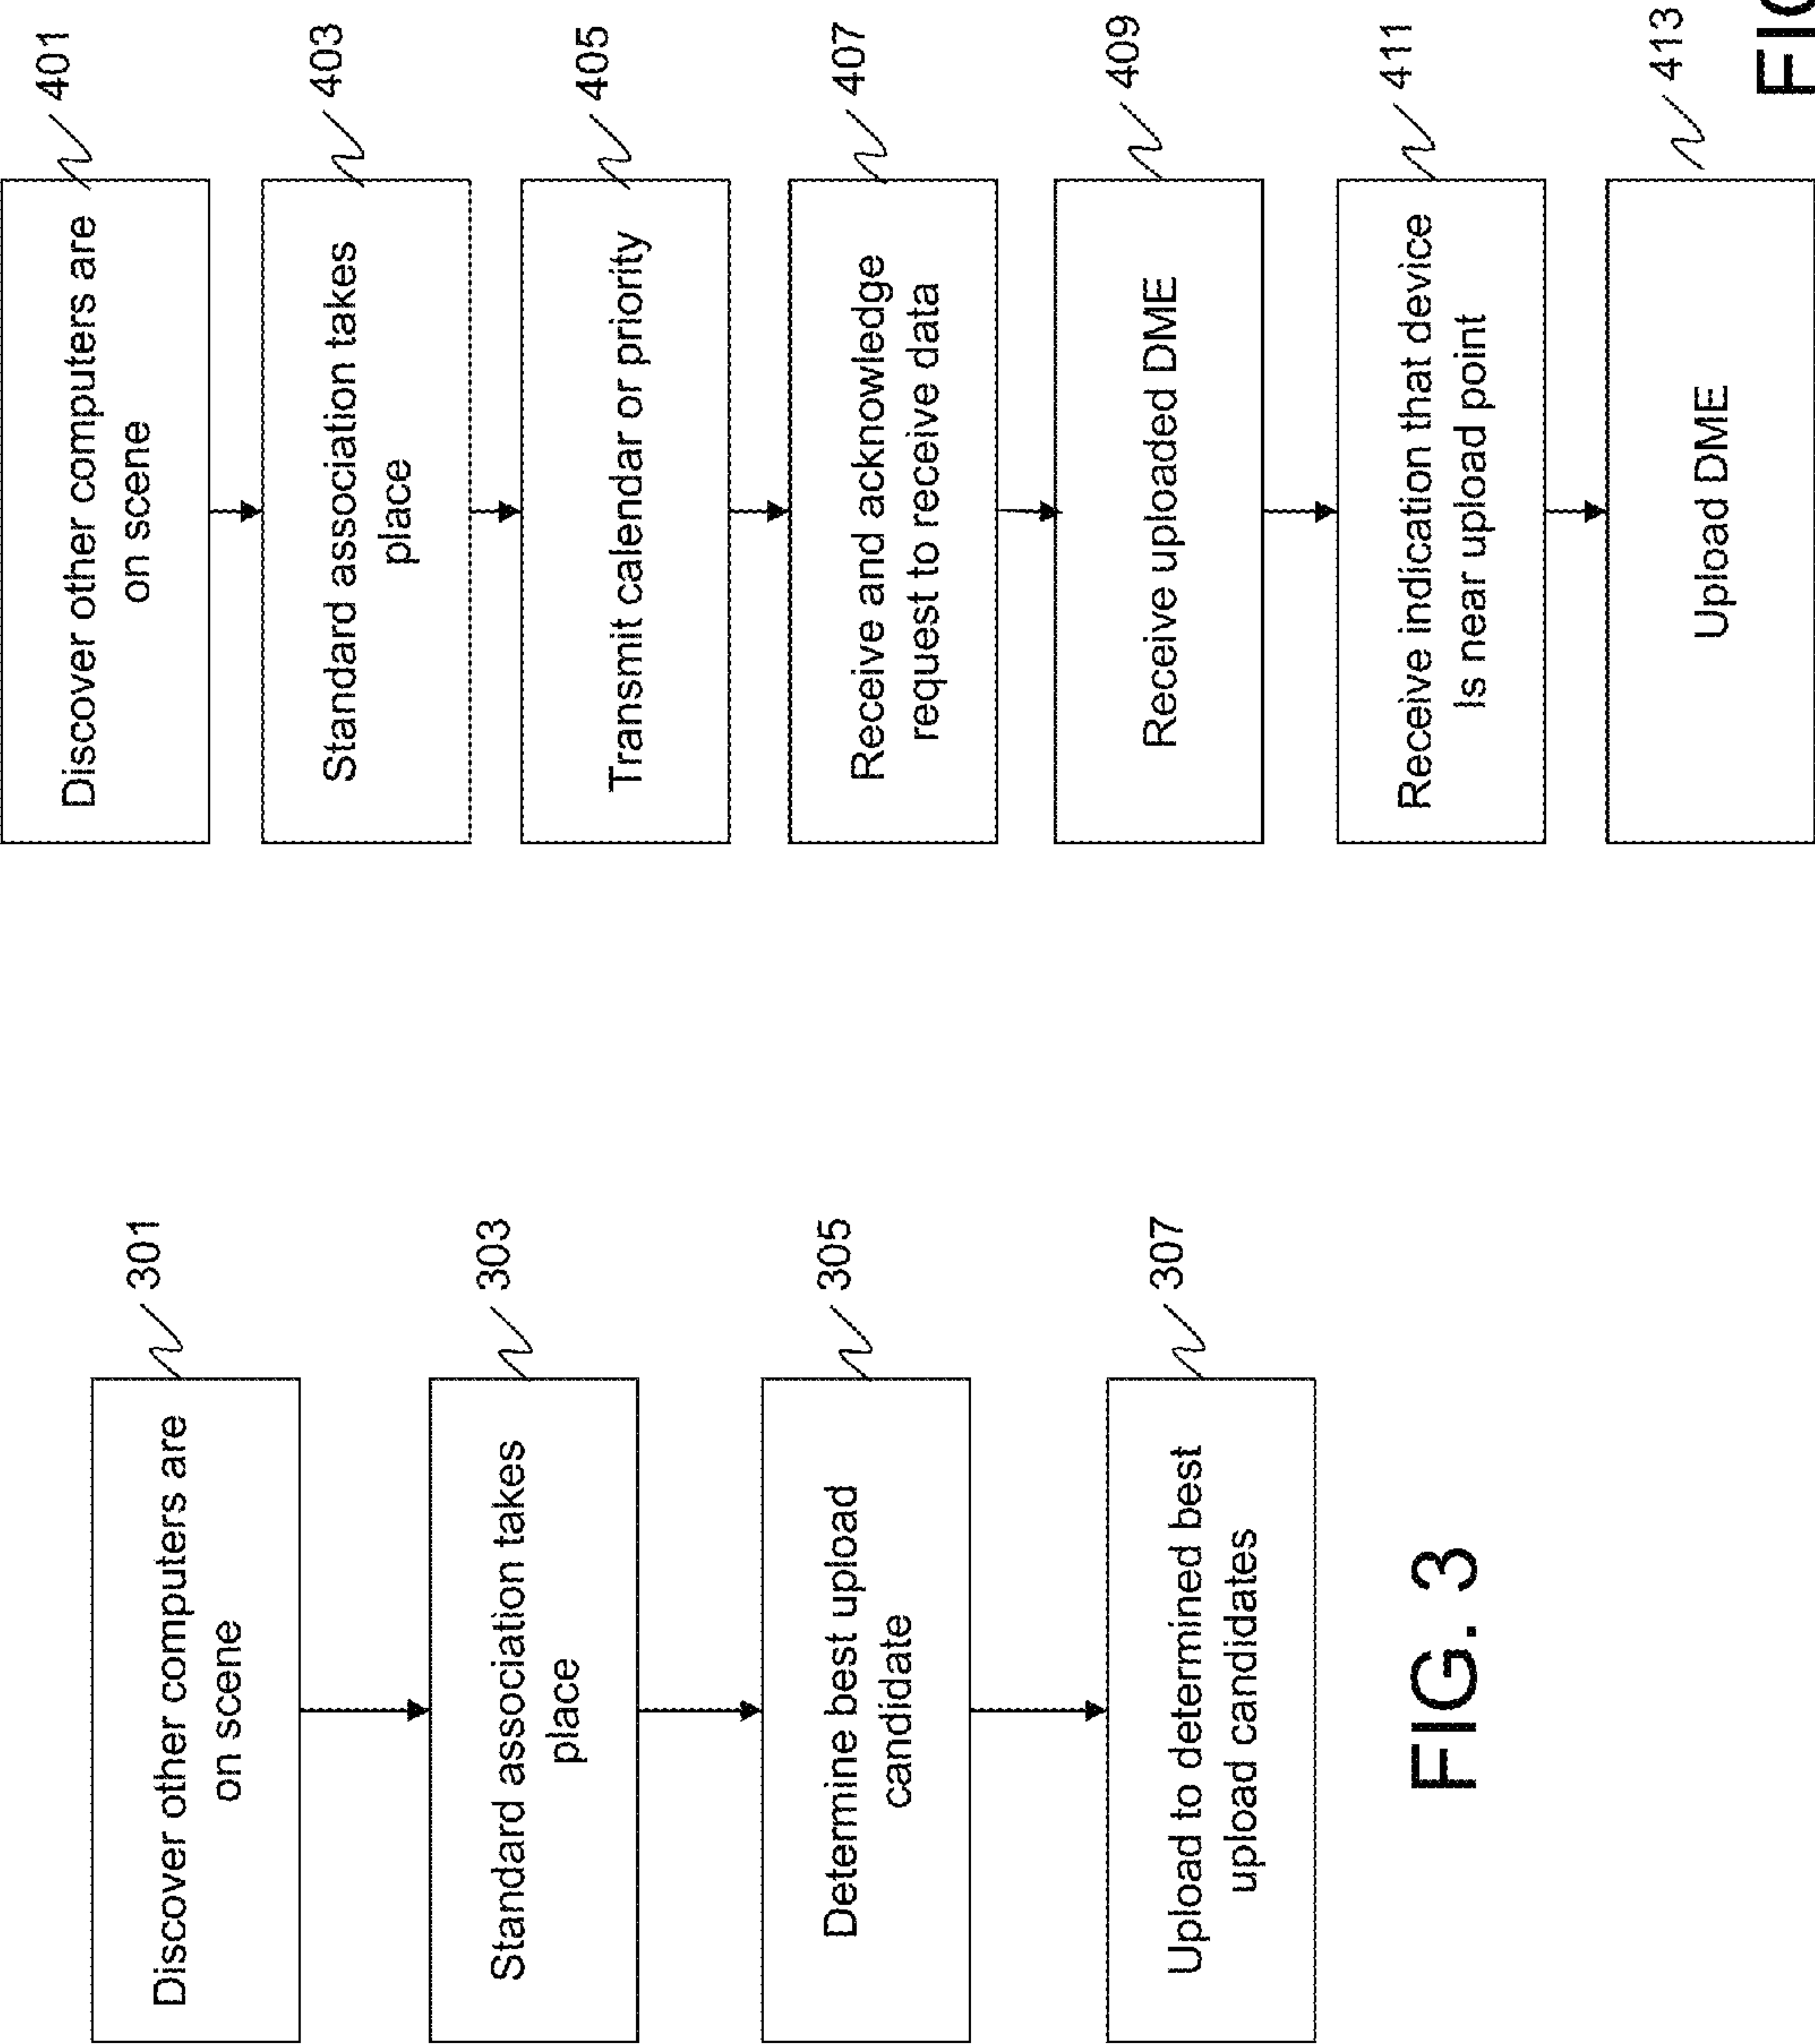 Discover other computers are
on scene
301
Standard association takes
place
303
Determine best upload
candidate
305
Upload to determined best
upload candidates
307
FIG. 3
Discover other computers are
on scene
401
Standard association takes
place
403
Transmit calendar or priority
405
Receive and acknowledge
request to receive data
407
Receive uploaded DME
409
Receive indication that device
Is near upload point
411
Upload DME
413